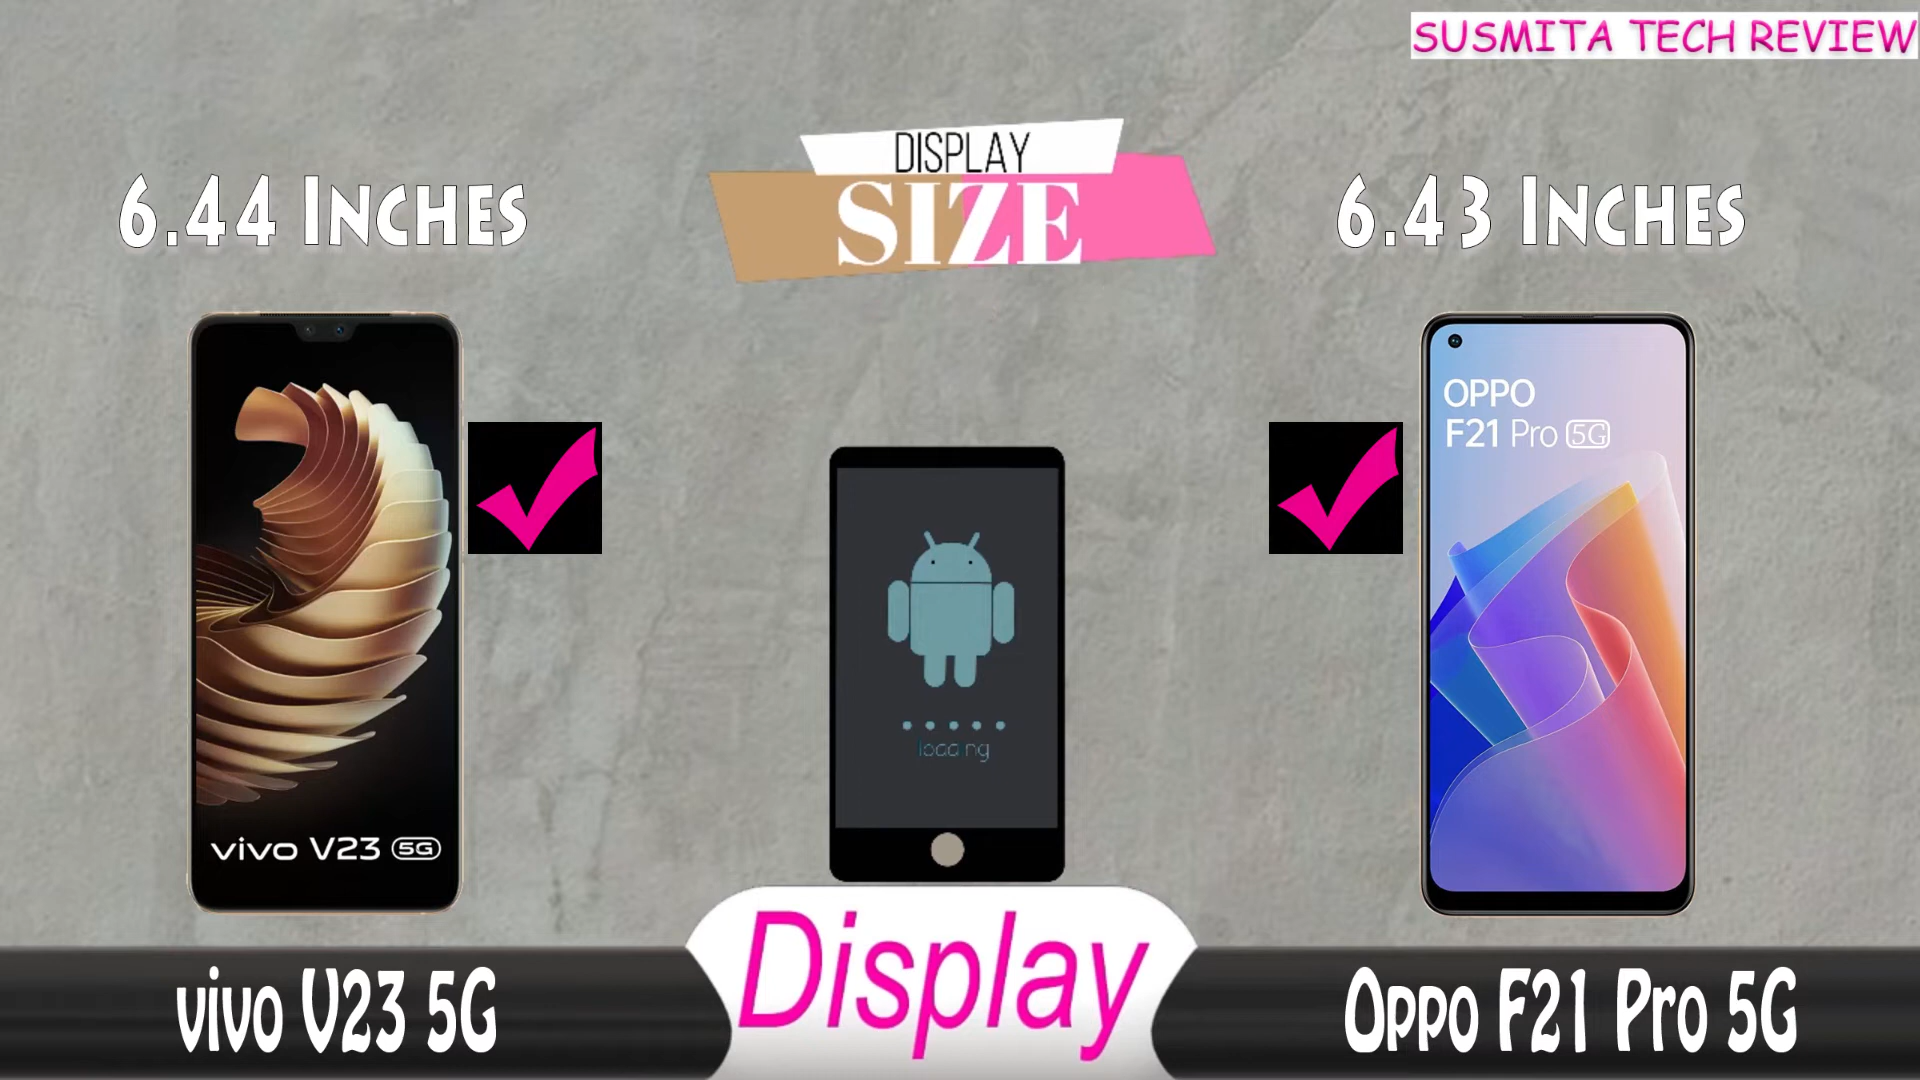 SUSMITA TECH REVIEW
DISPLAY
SIZE
6.44 INCHES
6.43 INCHES
OPPO
F21 Pro 5G
loading
vivo V23 5G
Display
vivo V23 5G
Oppo F21 Pro 5G